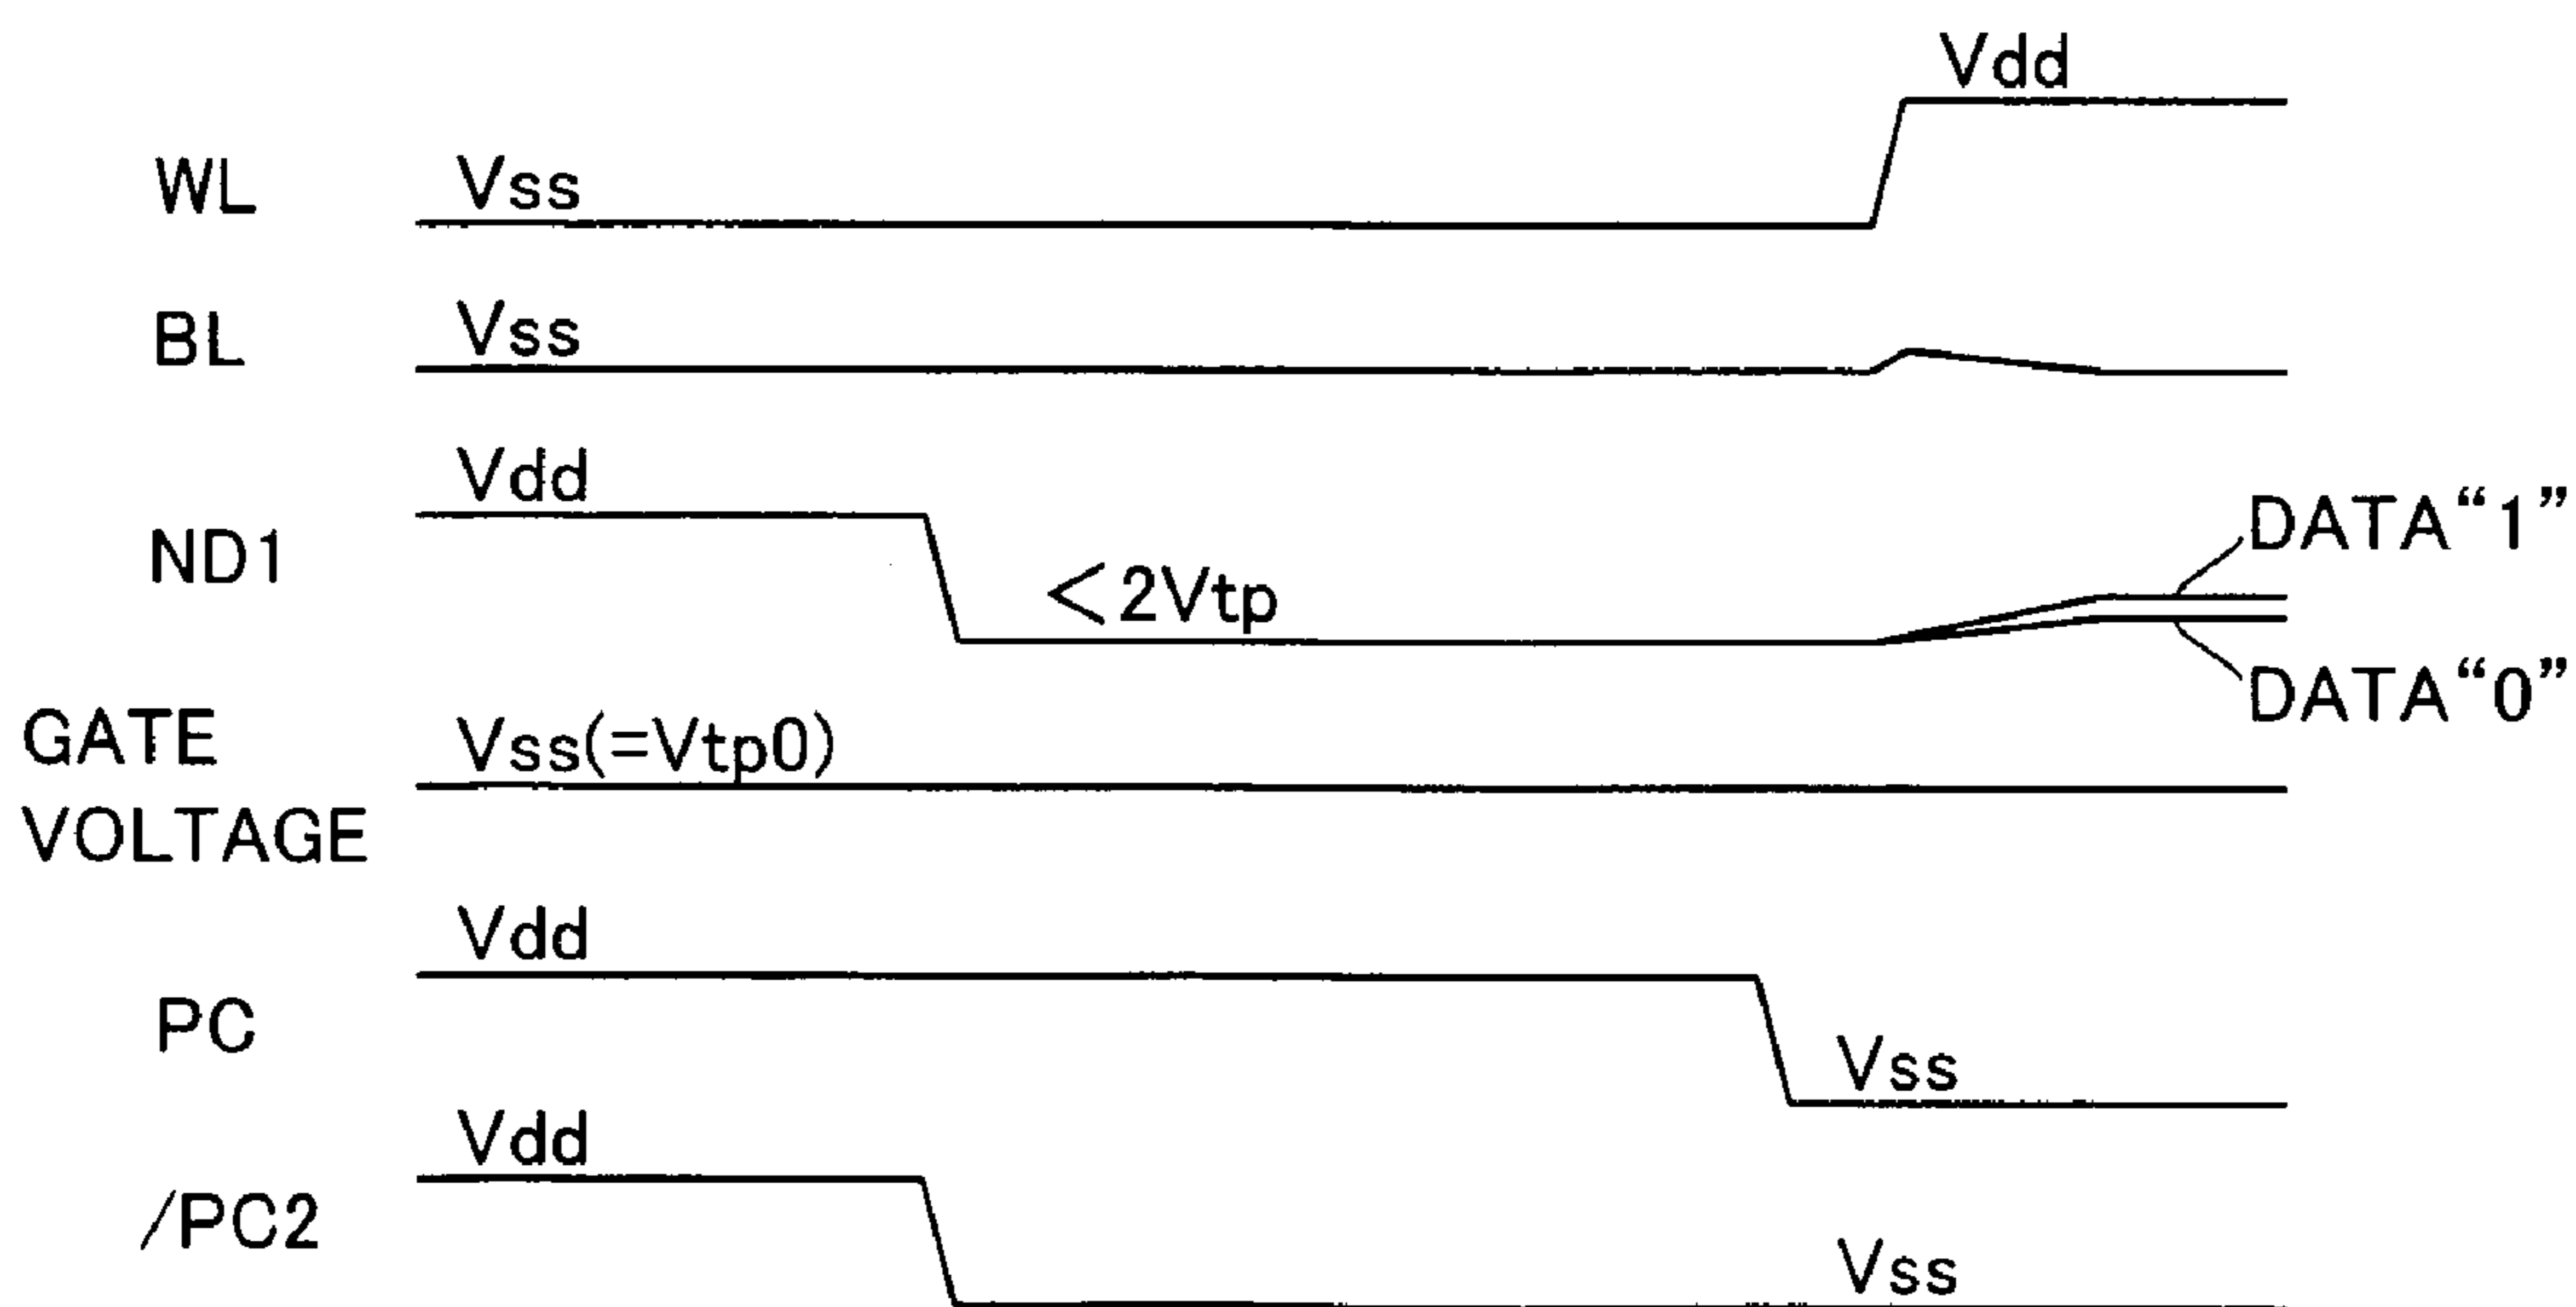 Vdd
WL Vss
BL Vss
Vdd
ND1
<2Vtp
DATA“1”
DATA“0”
GATE
VOLTAGE
Vss(=Vtp0)
Vdd
PC
Vss
Vdd
/PC2
Vss